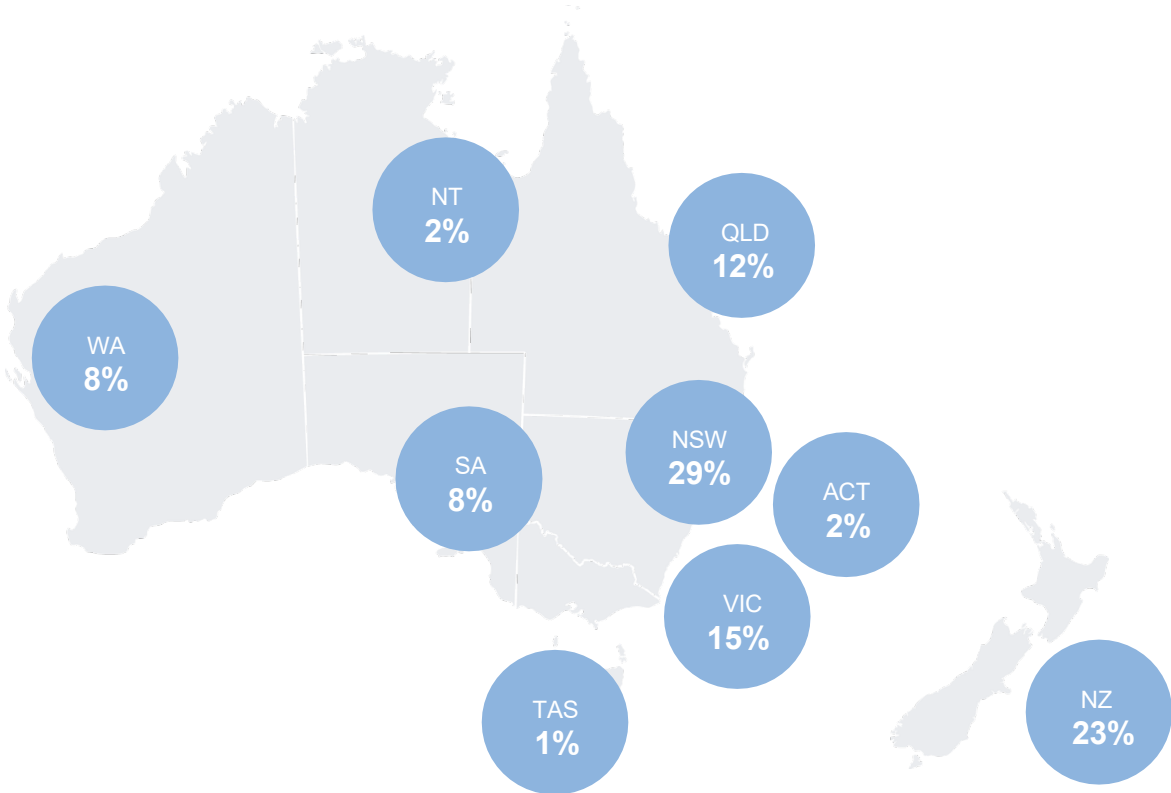 NT
2%
QLD
12%
WA
8%
NSW
29%
SA
8%
ACT
2%
VIC
15%
TAS
1%
NZ
23%